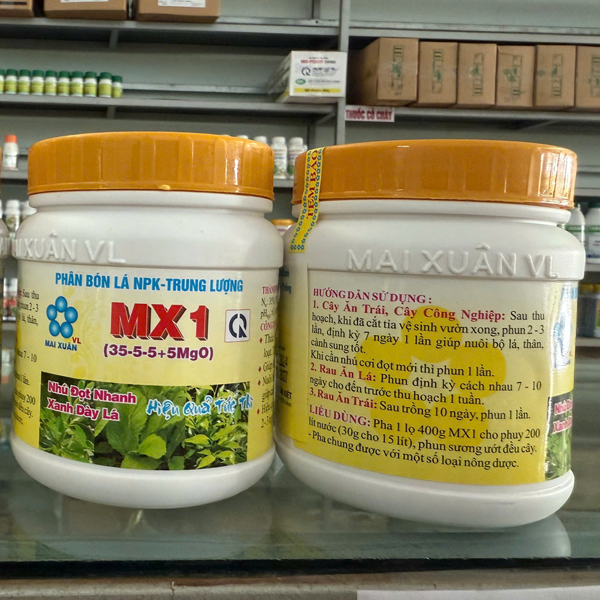 THUỐC CỎ CHÁY
MAI XUÂN VL
PHÂN BÓN LÁ NPK-TRUNG LƯỢNG
MX1
(35-5-5+5MgO)
VL
MAI XUÂN
Nhú Đọt Nhanh
Xanh Dày Lá
Hiệu Quả Tức Thì
TEM BẢO
MAI XUÂN VL
HƯỚNG DẪN SỬ DỤNG :
1. Cây Ăn Trái, Cây Công Nghiệp: Sau thu
hoạch, khi đã cắt tỉa vệ sinh vườn xong, phun 2 - 3
lần, định kỳ 7 ngày 1 lần giúp nuôi bộ lá, thân,
cành sung tốt.
Khi cần nhú cơi đọt mới thì phun 1 lần.
2. Rau Ăn Lá: Phun định kỳ cách nhau 7 - 10
ngày cho đến trước thu hoạch 1 tuần.
3. Rau Ăn Trái: Sau trồng 10 ngày, phun 1 lần.
LIỀU DÙNG: Pha 1 lọ 400g MX1 cho phuy 200
lít nước (30g cho 15 lít), phun sương ướt đều cây.
- Pha chung được với một số loại nông dược.